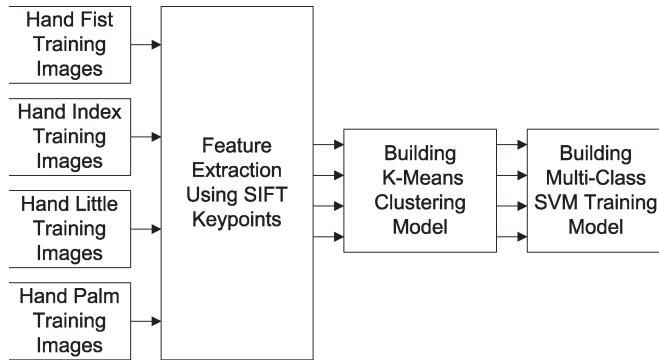 Hand Fist
Training
Images
Hand Index
Training
Images
Hand Little
Training
Images
Hand Palm
Training
Images
Feature
Extraction
Using SIFT
Keypoints
Building
K-Means
Clustering
Model
Building
Multi-Class
SVM Training
Model